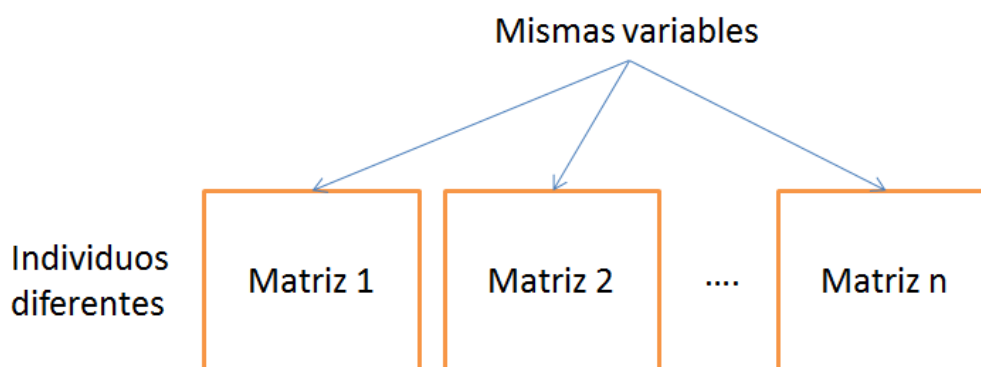 Mismas variables
Individuos
diferentes
Matriz 1
Matriz 2
....
Matriz n